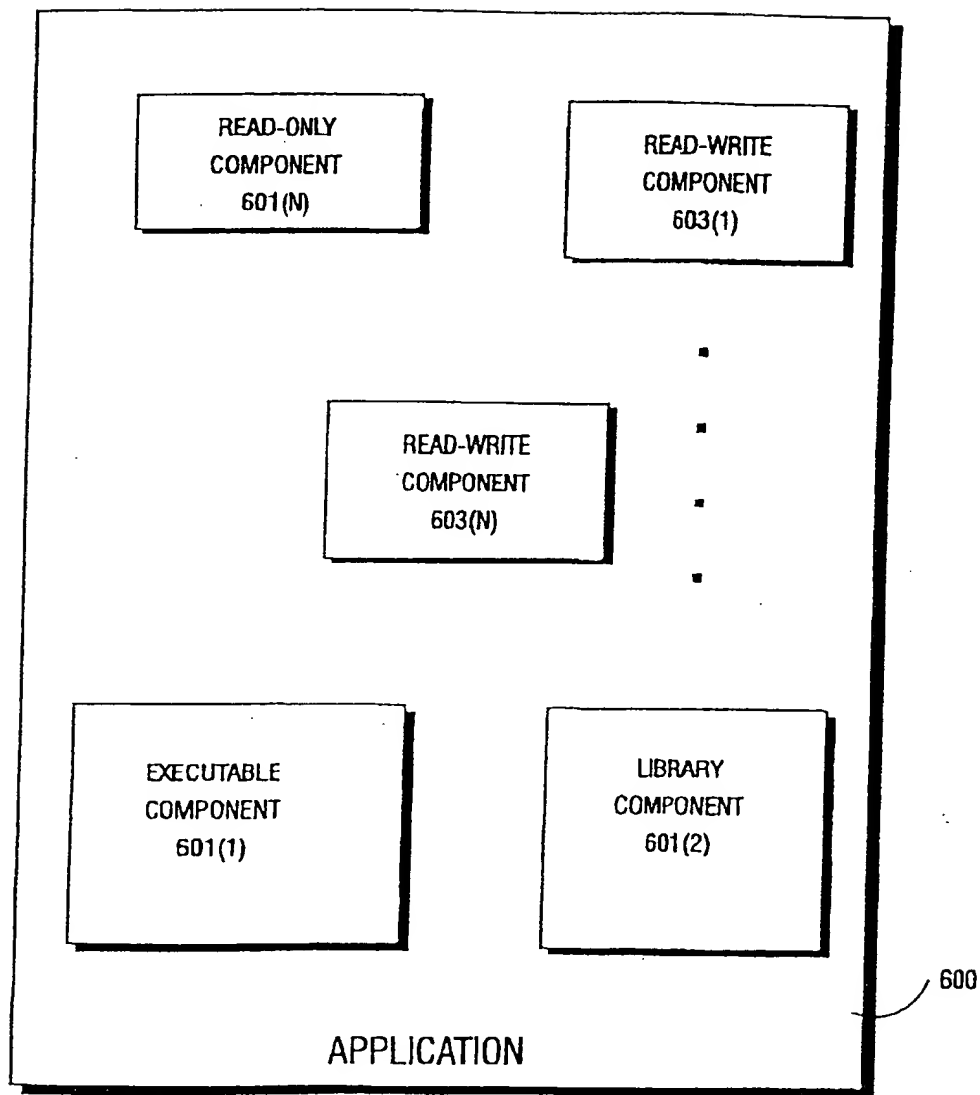 READ-ONLY
COMPONENT
601(N)
READ-WRITE
COMPONENT
603(1)
READ-WRITE
COMPONENT
603(N)
EXECUTABLE
COMPONENT
601(1)
LIBRARY
COMPONENT
601(2)
600
APPLICATION